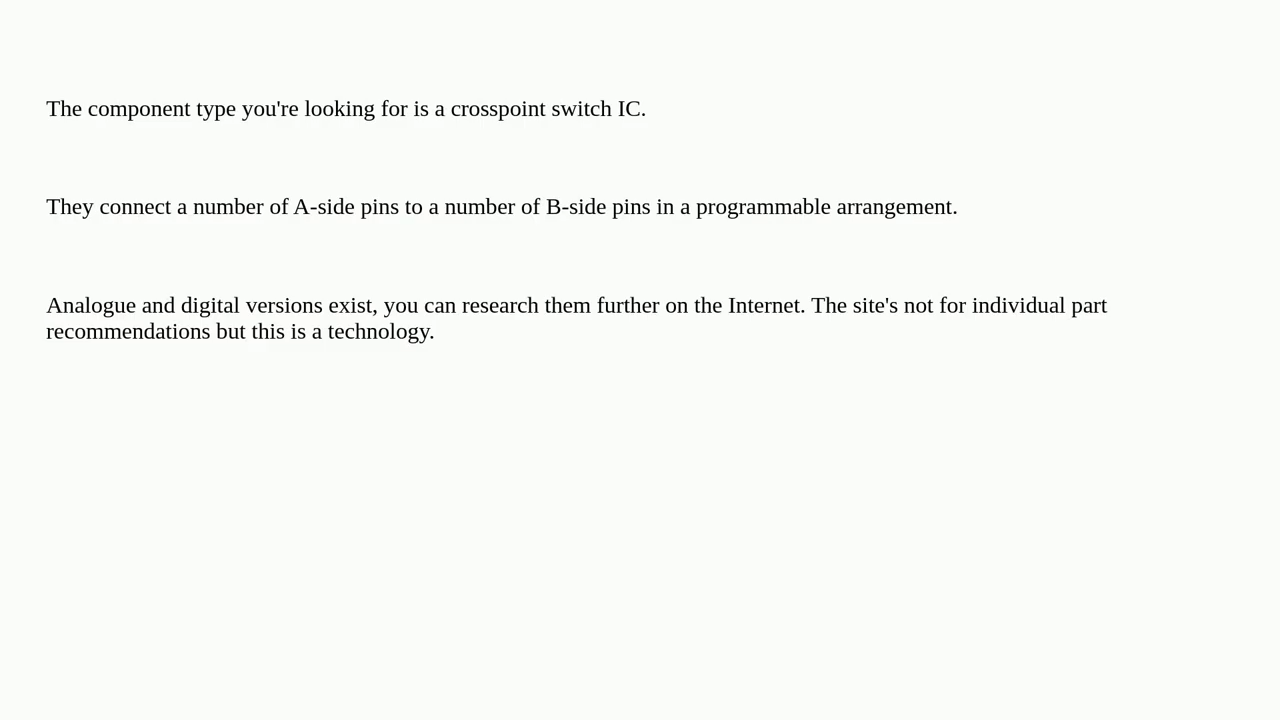 The component type you're looking for is a crosspoint switch IC.
They connect a number of A-side pins to a number of B-side pins in a programmable arrangement.
Analogue and digital versions exist, you can research them further on the Internet. The site's not for individual part
recommendations but this is a technology.